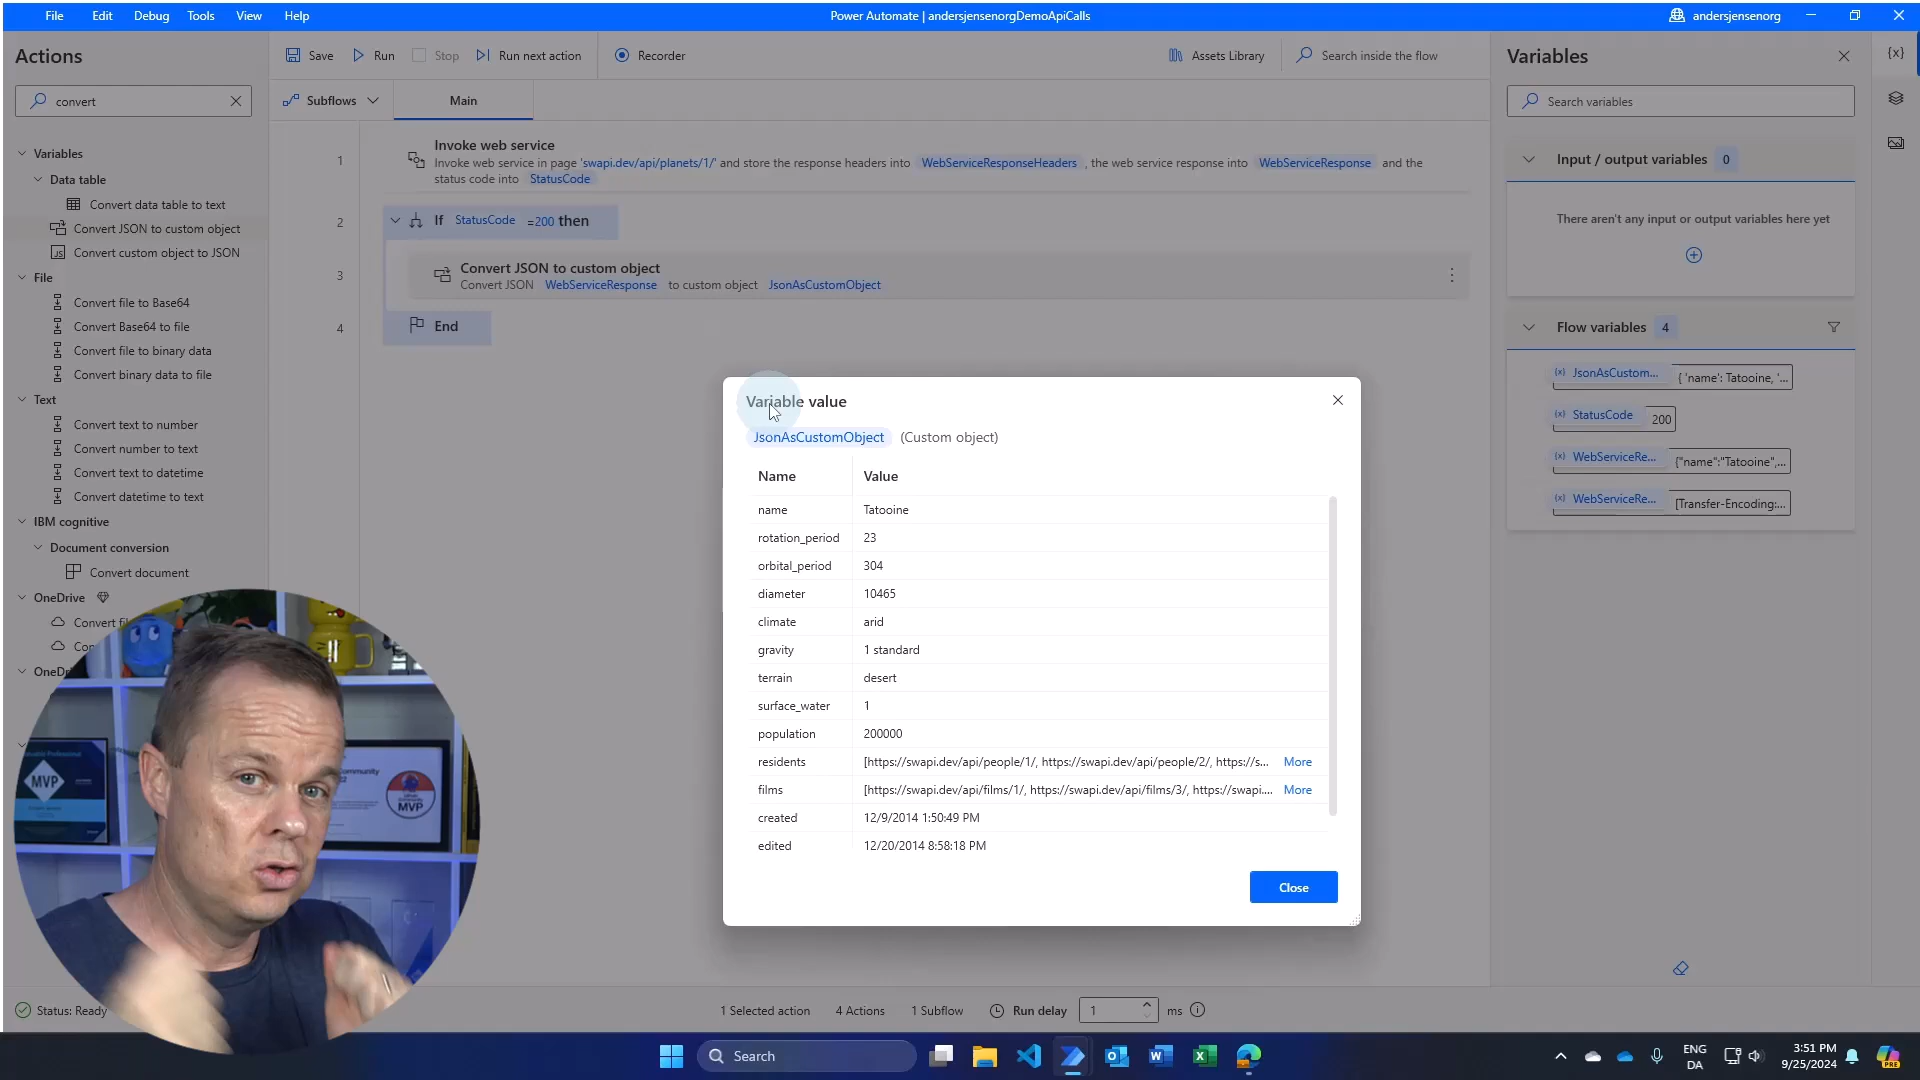 File Edit Debug Tools View Help
Power Automate | andersjensenorgDemoApiCalls
andersjensenorg
Actions
convert
Variables
Data table
Convert data table to text
Convert JSON to custom object
Convert custom object to JSON
File
Convert file to Base64
Convert Base64 to file
Convert file to binary data
Convert binary data to file
Text
Convert text to number
Convert number to text
Convert text to datetime
Convert datetime to text
IBM cognitive
Document conversion
Convert document
OneDrive
Save Run Stop Run next action Recorder
Assets Library Search inside the flow
Subflows Main
1 Invoke web service
Invoke web service in page 'swapi.dev/api/planets/1/' and store the response headers into WebServiceResponseHeaders , the web service response into WebServiceResponse and the
status code into StatusCode
2 If StatusCode =200 then
3 Convert JSON to custom object
Convert JSON WebServiceResponse to custom object JsonAsCustomObject
4 End
Variable value
JsonAsCustomObject (Custom object)
Name Value
name Tatooine
rotation_period 23
orbital_period 304
diameter 10465
climate arid
gravity 1 standard
terrain desert
surface_water 1
population 200000
residents [https://swapi.dev/api/people/1/, https://swapi.dev/api/people/2/, https://s... More
films [https://swapi.dev/api/films/1/, https://swapi.dev/api/films/3/, https://swapi.... More
created 12/9/2014 1:50:49 PM
edited 12/20/2014 8:58:18 PM
Close
Variables
{x}
Search variables
Input / output variables 0
There aren't any input or output variables here yet
Flow variables 4
(x) JsonAsCustom... { 'name': Tatooine, '...
(x) StatusCode 200
(x) WebServiceRe... {"name":"Tatooine",...
(x) WebServiceRe... [Transfer-Encoding:...
MVP
MVP
Status: Ready
1 Selected action 4 Actions 1 Subflow Run delay 1 ms
Search
ENG
DA
3:51 PM
9/25/2024